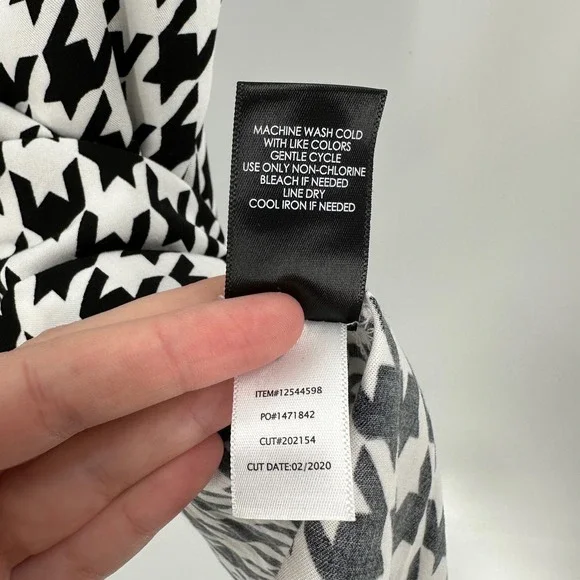 MACHINE WASH COLD
WITH LIKE COLORS
GENTLE CYCLE
USE ONLY NON-CHLORINE
BLEACH IF NEEDED
LINE DRY
COOL IRON IF NEEDED
ITEM#12544598
PO#1471842
CUT#202154
CUT DATE:02/2020